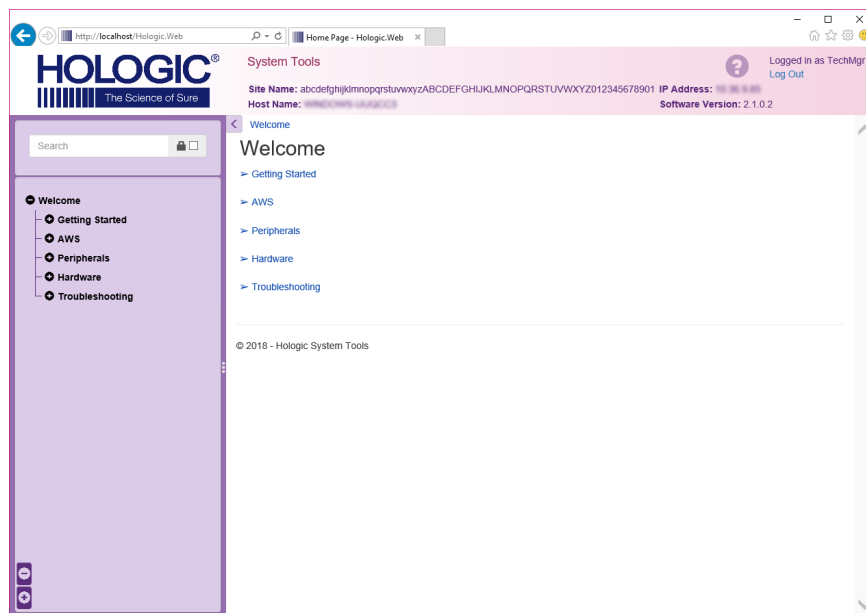 http://localhost/Hologic.Web
Home Page - Hologic.Web
HOLOGIC®
The Science of Sure
System Tools
Logged in as TechMgr
Log Out
Site Name: abcdefghijklmnopqrstuvwxyzABCDEFGHIJKLMNOPQRSTUVWXYZ012345678901 IP Address:
Host Name:
Software Version: 2.1.0.2
Search
Welcome
Getting Started
AWS
Peripherals
Hardware
Troubleshooting
Welcome
Welcome
➢ Getting Started
➢ AWS
➢ Peripherals
➢ Hardware
➢ Troubleshooting
© 2018 - Hologic System Tools